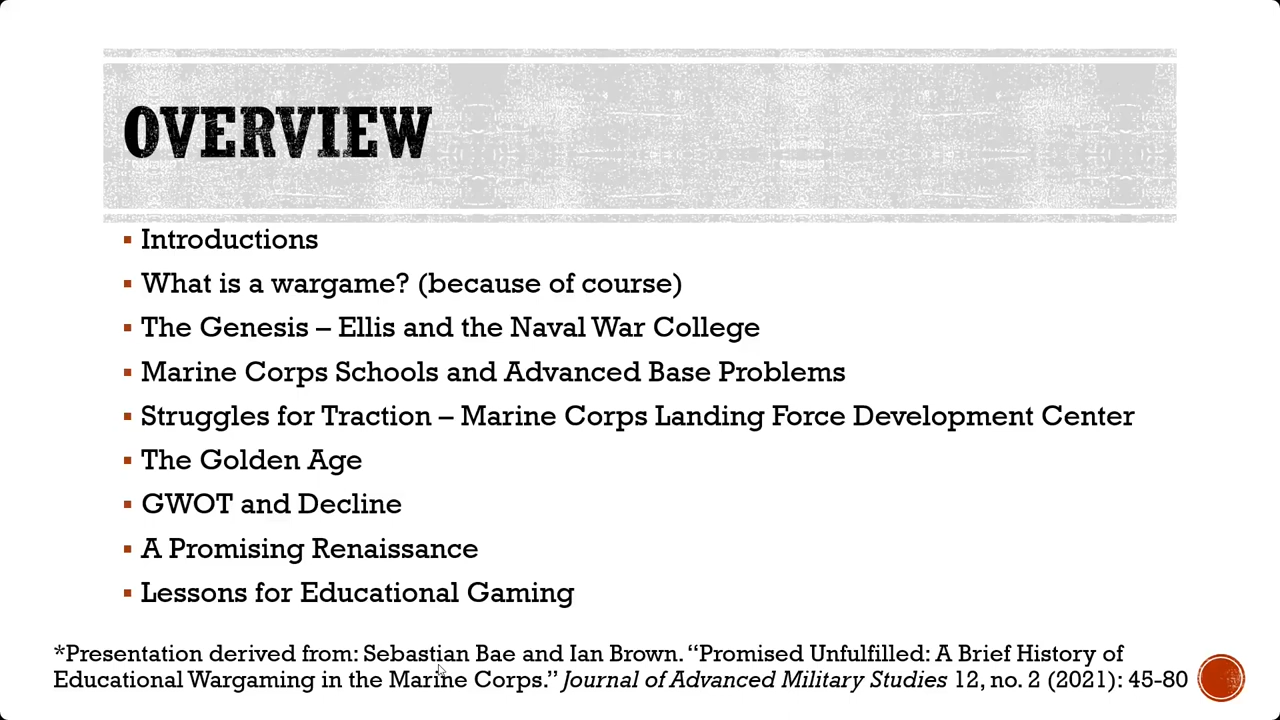 OVERVIEW
▪ Introductions
▪ What is a wargame? (because of course)
▪ The Genesis – Ellis and the Naval War College
▪ Marine Corps Schools and Advanced Base Problems
▪ Struggles for Traction – Marine Corps Landing Force Development Center
▪ The Golden Age
▪ GWOT and Decline
▪ A Promising Renaissance
▪ Lessons for Educational Gaming
*Presentation derived from: Sebastian Bae and Ian Brown. “Promised Unfulfilled: A Brief History of
Educational Wargaming in the Marine Corps.” Journal of Advanced Military Studies 12, no. 2 (2021): 45-80